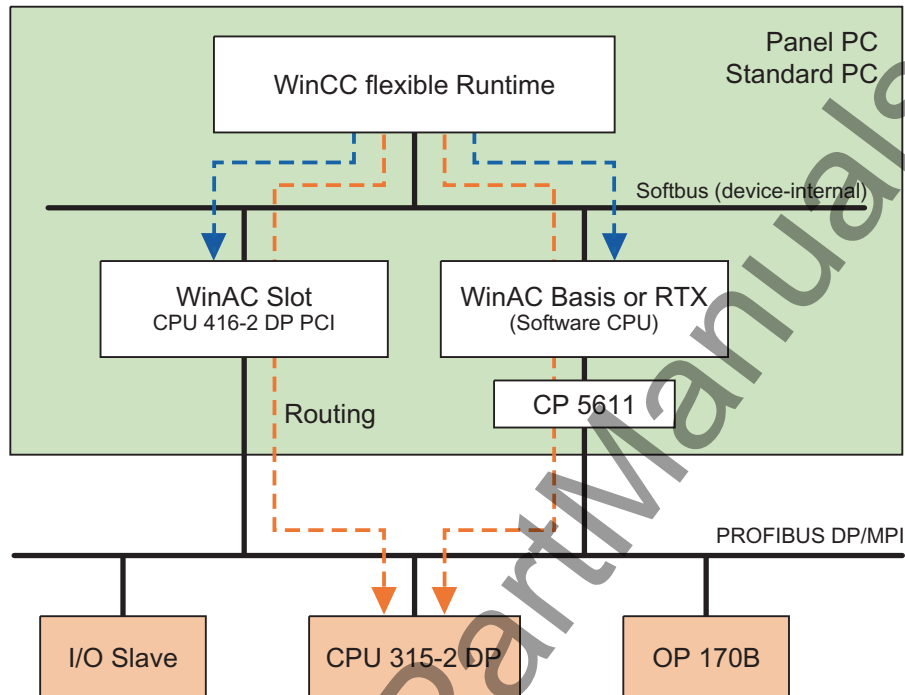 Panel PC
Standard PC
WinCC flexible Runtime
Softbus (device-internal)
WinAC Slot
CPU 416-2 DP PCI
WinAC Basis or RTX
(Software CPU)
CP 5611
Routing
PROFIBUS DP/MPI
I/O Slave
CPU 315-2 DP
OP 170B
PartManuals